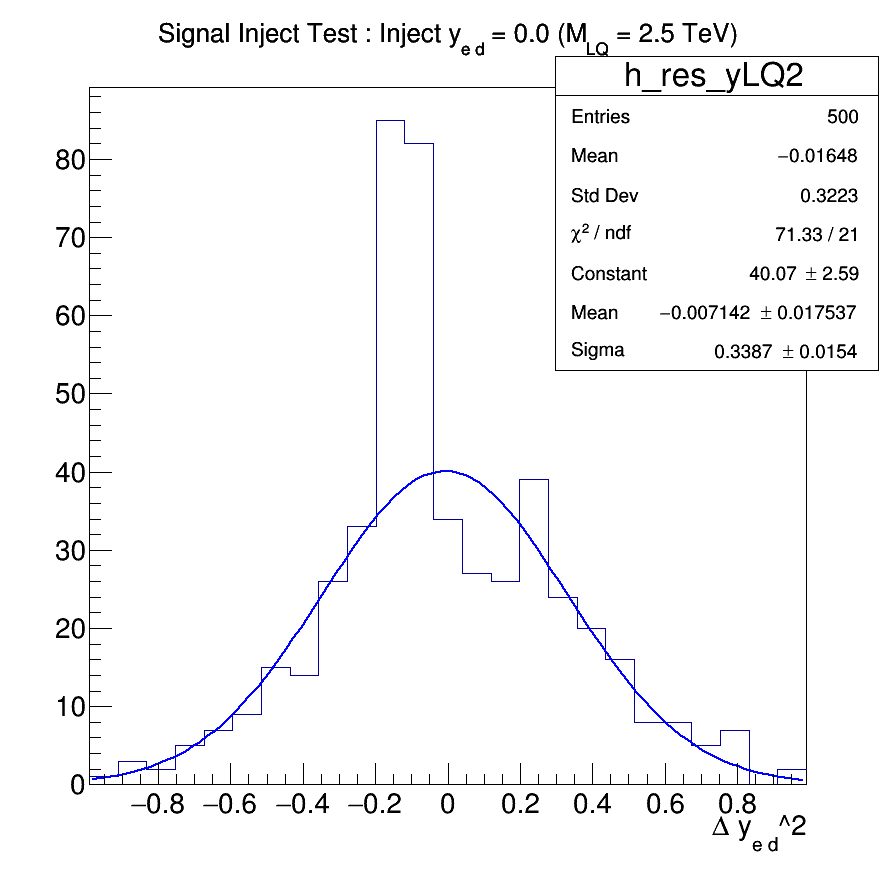 Signal Inject Test : Inject y_{e d} = 0.0 (M_{LQ} = 2.5 TeV)
h_res_yLQ2
Entries 500
Mean −0.01648
Std Dev 0.3223
χ² / ndf 71.33 / 21
Constant 40.07 ± 2.59
Mean −0.007142 ± 0.017537
Sigma 0.3387 ± 0.0154
80
70
60
50
40
30
20
10
0
−0.8 −0.6 −0.4 −0.2 0 0.2 0.4 0.6 0.8
Δ y_{e d}^2